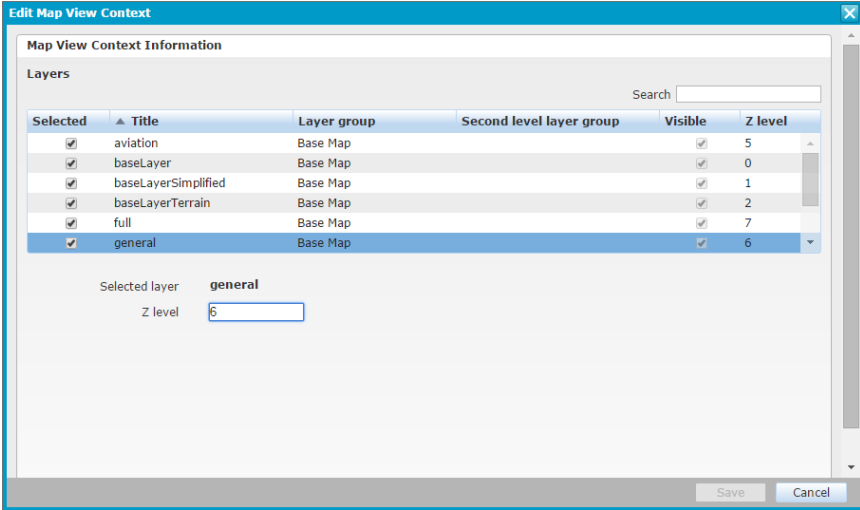 Edit Map View Context
Map View Context Information
Layers
Search
Selected Title Layer group Second level layer group Visible Z level
aviation Base Map 5
baseLayer Base Map 0
baseLayerSimplified Base Map 1
baseLayerTerrain Base Map 2
full Base Map 7
general Base Map 6
Selected layer general
Z level 6
Save Cancel